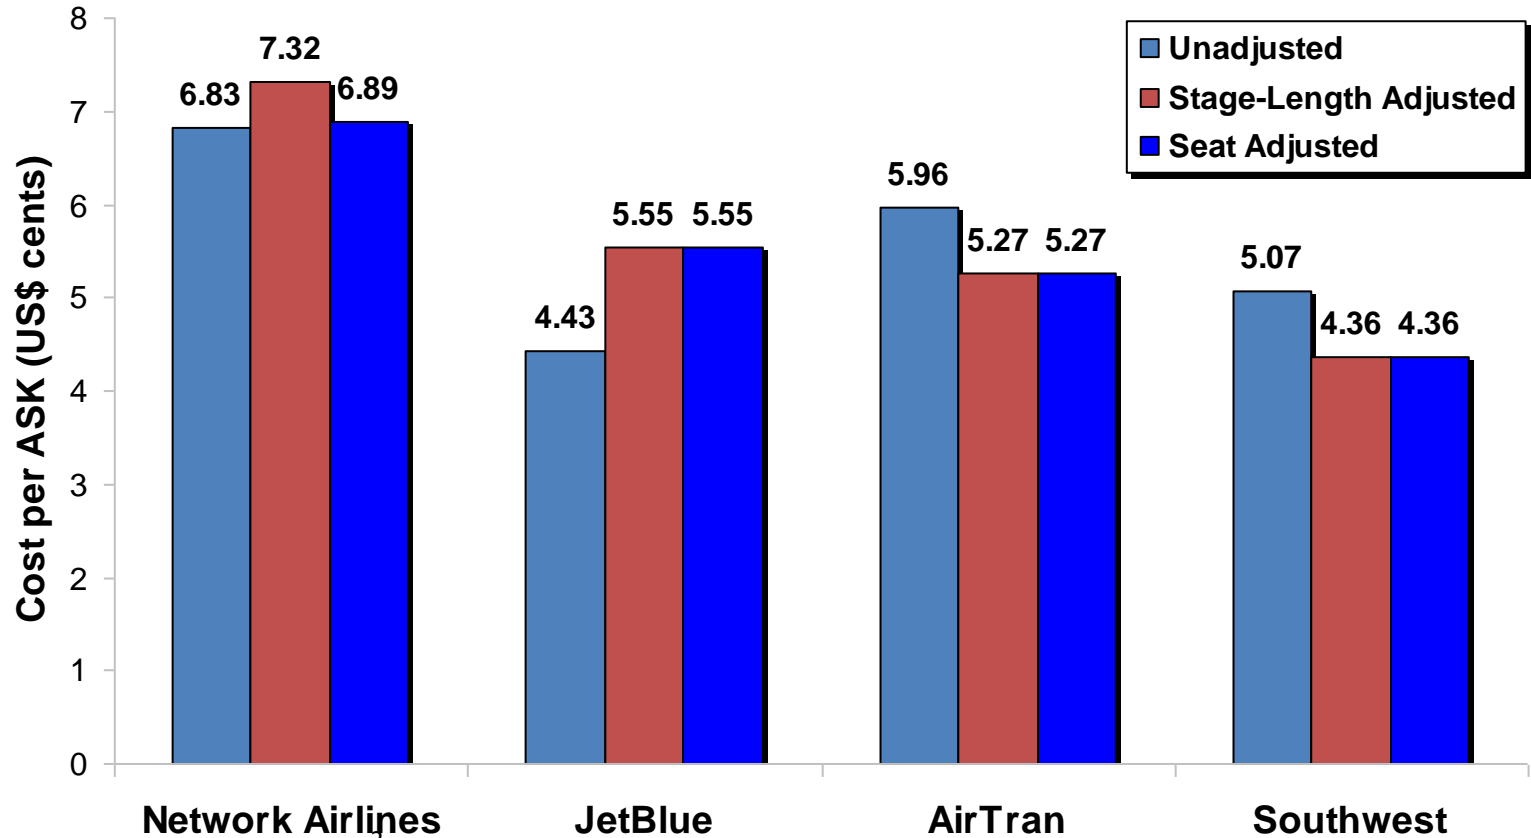 Cost per ASK (US$ cents)
8
7
6
5
4
3
2
1
0
6.83
7.32
6.89
4.43
5.55
5.55
5.96
5.27
5.27
5.07
4.36
4.36
Unadjusted
Stage-Length Adjusted
Seat Adjusted
Network Airlines
JetBlue
AirTran
Southwest